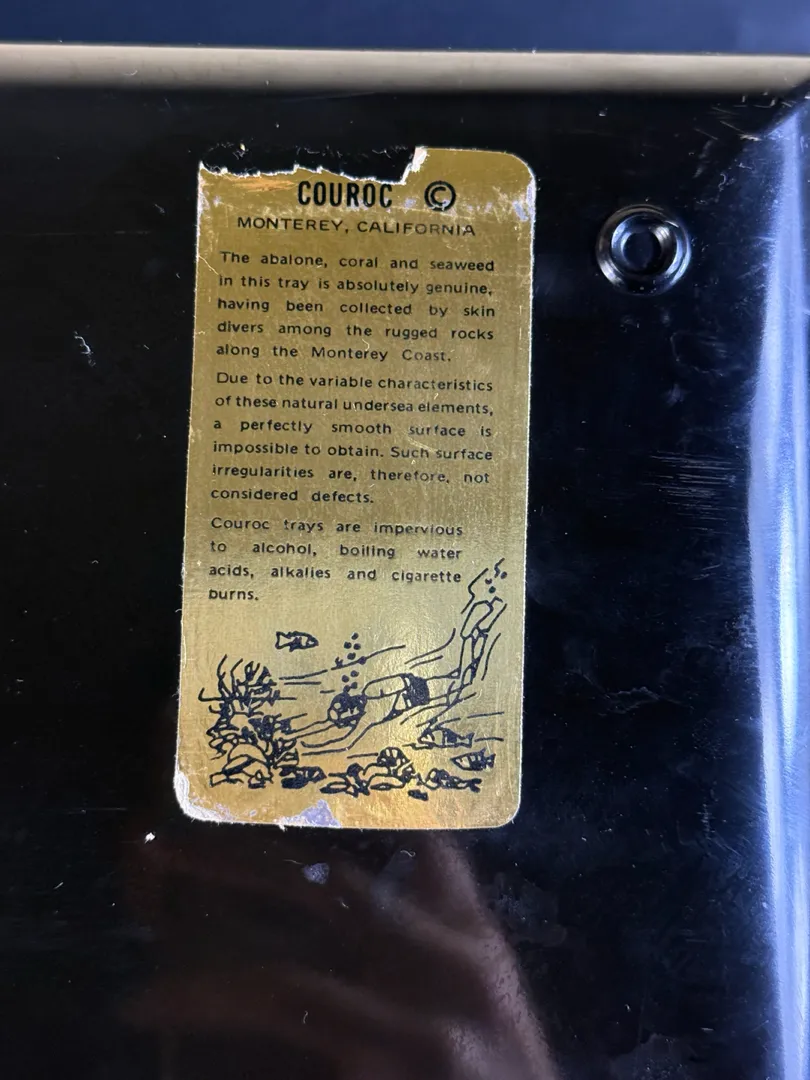 COUROC ©
MONTEREY, CALIFORNIA
The abalone, coral and seaweed
in this tray is absolutely genuine,
having been collected by skin
divers among the rugged rocks
along the Monterey Coast.
Due to the variable characteristics
of these natural undersea elements,
a perfectly smooth surface is
impossible to obtain. Such surface
irregularities are, therefore, not
considered defects.
Couroc trays are impervious
to alcohol, boiling water
acids, alkalies and cigarette
burns.